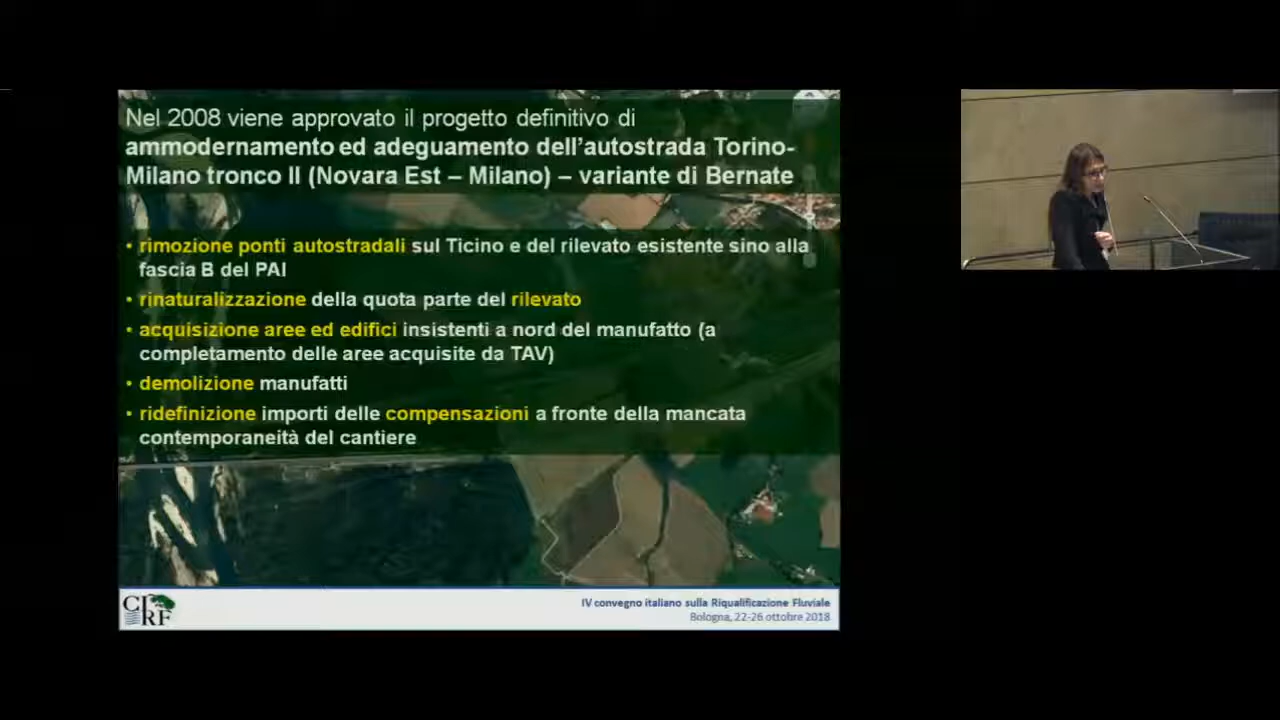 Nel 2008 viene approvato il progetto definitivo di
ammodernamento ed adeguamento dell'autostrada Torino-
Milano tronco II (Novara Est – Milano) – variante di Bernate
• rimozione ponti autostradali sul Ticino e del rilevato esistente sino alla
fascia B del PAI
• rinaturalizzazione della quota parte del rilevato
• acquisizione aree ed edifici insistenti a nord del manufatto (a
completamento delle aree acquisite da TAV)
• demolizione manufatti
• ridefinizione importi delle compensazioni a fronte della mancata
contemporaneità del cantiere
CIRF
IV convegno italiano sulla Riqualificazione Fluviale
Bologna, 22-26 ottobre 2018